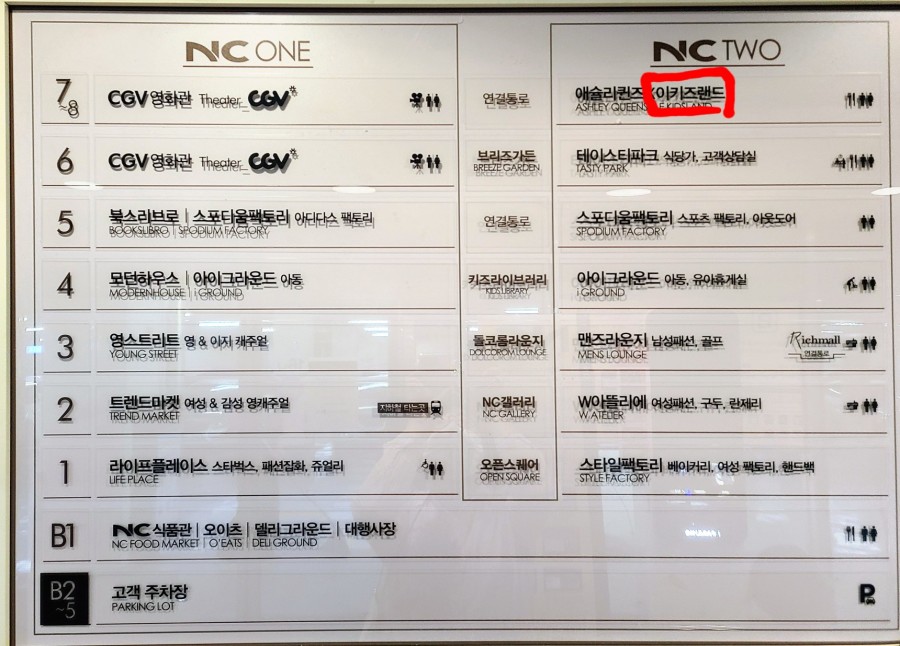 NC ONE
NC TWO
7~8
CGV 영화관 Theater_ CGV
연결통로
애슐리퀸즈 이키즈랜드
ASHLEY QUEENS KIDSLAND
6
CGV 영화관 Theater_ CGV
브리즈가든
BREEZE GARDEN
테이스티파크 식당가, 고객상담실
TASTY PARK
5
북스리브로 | 스포디움팩토리 아디다스 팩토리
BOOKSLIBRO | SPODIUM FACTORY
연결통로
스포디움팩토리 스포츠 팩토리, 아웃도어
SPODIUM FACTORY
4
모던하우스 | 아이그라운드 아동
MODERNHOUSE | i GROUND
키즈라이브러리
KIDS LIBRARY
아이그라운드 아동, 유아휴게실
i GROUND
3
영스트리트 영 & 이지 캐주얼
YOUNG STREET
돌코롬라운지
DOLCOROM LOUNGE
맨즈라운지 남성패션, 골프
MENS LOUNGE
Richmall
연결통로
2
트렌드마켓 여성 & 감성 영캐주얼
TREND MARKET
지하철 타는곳
NC갤러리
NC GALLERY
W아뜰리에 여성패션, 구두, 란제리
W.ATELIER
1
라이프플레이스 스타벅스, 패션잡화, 쥬얼리
LIFE PLACE
오픈스퀘어
OPEN SQUARE
스타일팩토리 베이커리, 여성 팩토리, 핸드백
STYLE FACTORY
B1
NC 식품관 | 오이츠 | 델리그라운드 | 대행사장
NC FOOD MARKET | O'EATS | DELI GROUND
B2~5
고객 주차장
PARKING LOT
P